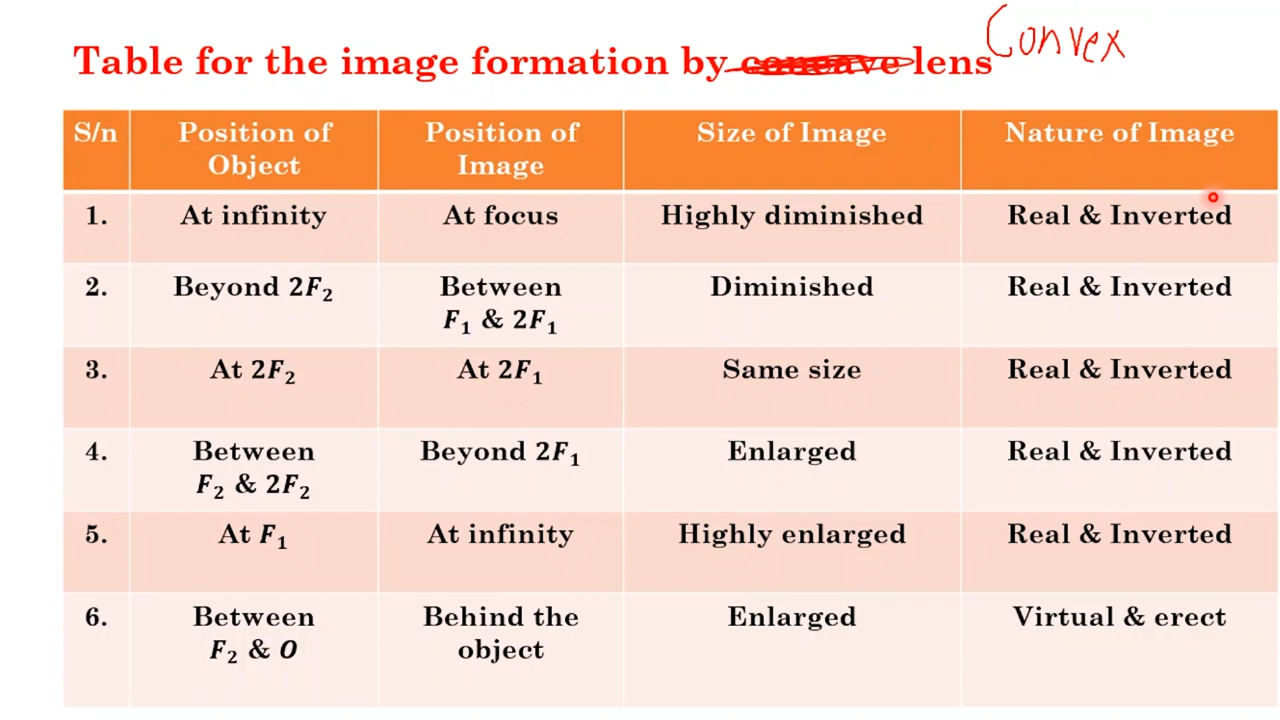 Convex
Table for the image formation by concave lens
S/n
Position of
Object
Position of
Image
Size of Image
Nature of Image
1.
At infinity
At focus
Highly diminished
Real & Inverted
2.
Beyond 2F₂
Between
F₁ & 2F₁
Diminished
Real & Inverted
3.
At 2F₂
At 2F₁
Same size
Real & Inverted
4.
Between
F₂ & 2F₂
Beyond 2F₁
Enlarged
Real & Inverted
5.
At F₁
At infinity
Highly enlarged
Real & Inverted
6.
Between
F₂ & O
Behind the
object
Enlarged
Virtual & erect